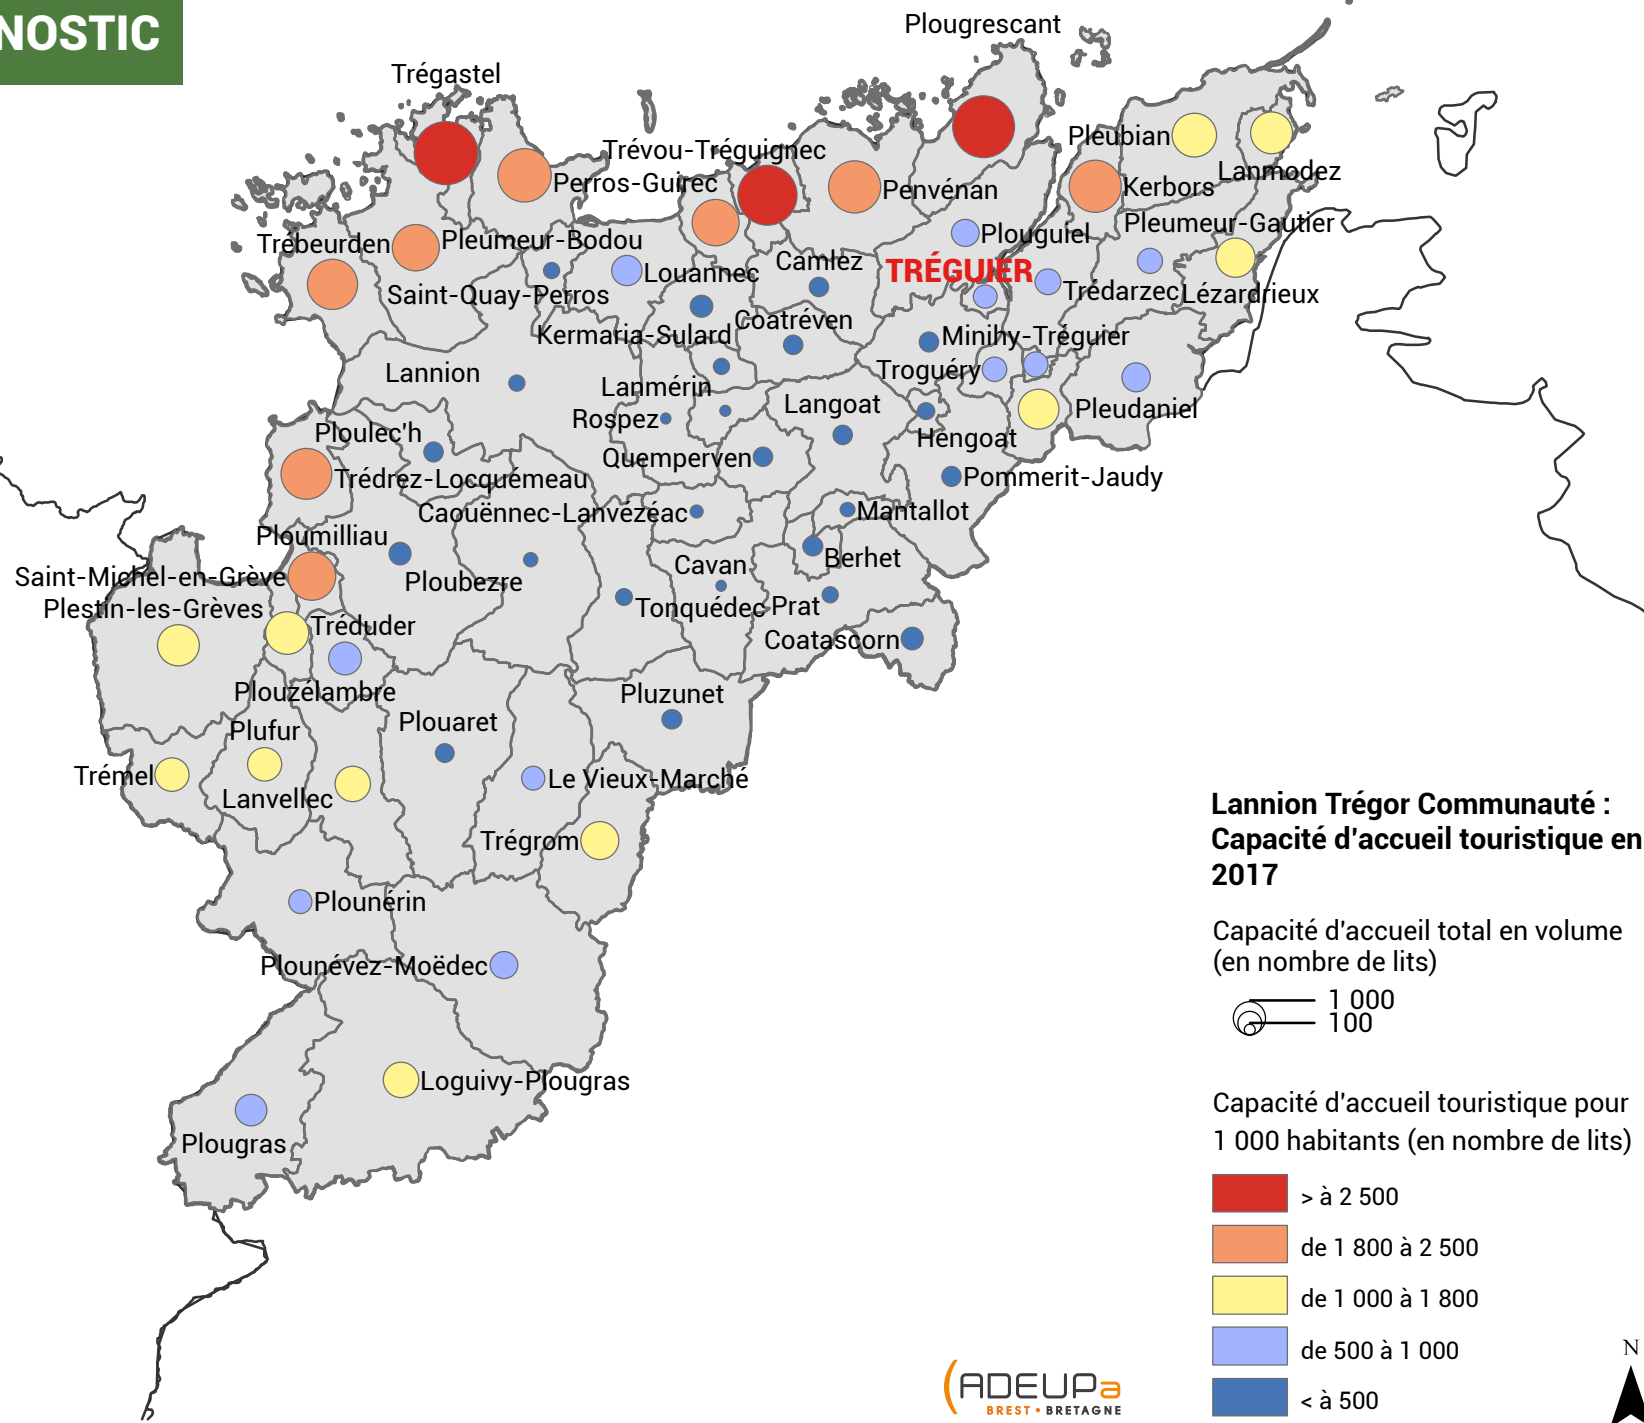 NOSTIC
Plougrescant
Trégastel
Pleubian
Trévou-Tréguignec
Lanmodez
Perros-Guirec
Penvénan
Kerbors
Pleumeur-Gautier
Plouguiel
Trébeurden
Pleumeur-Bodou
Camlez
Louannec
TRÉGUIER
Saint-Quay-Perros
Trédarzec
Lézardrieux
Kermaria-Sulard
Coatréven
Minihy-Tréguier
Lannion
Lanmérin
Troguéry
Rospez
Langoat
Pleudaniel
Ploulec'h
Hengoat
Quemperven
Trédrez-Locquémeau
Pommerit-Jaudy
Caouënnec-Lanvézéac
Mantallot
Ploumilliau
Berhet
Cavan
Saint-Michel-en-Grève
Ploubezre
Plestin-les-Grèves
Tonquédec
Prat
Tréduder
Coatascorn
Plouzélambre
Pluzunet
Plufur
Plouaret
Trémel
Le Vieux-Marché
Lanvellec
Trégrom
Plounérin
Plounévez-Moëdec
Loguivy-Plougras
Plougras
Lannion Trégor Communauté :
Capacité d'accueil touristique en
2017
Capacité d'accueil total en volume
(en nombre de lits)
1 000
100
Capacité d'accueil touristique pour
1 000 habitants (en nombre de lits)
> à 2 500
de 1 800 à 2 500
de 1 000 à 1 800
de 500 à 1 000
< à 500
N
ADEUPa
BREST • BRETAGNE